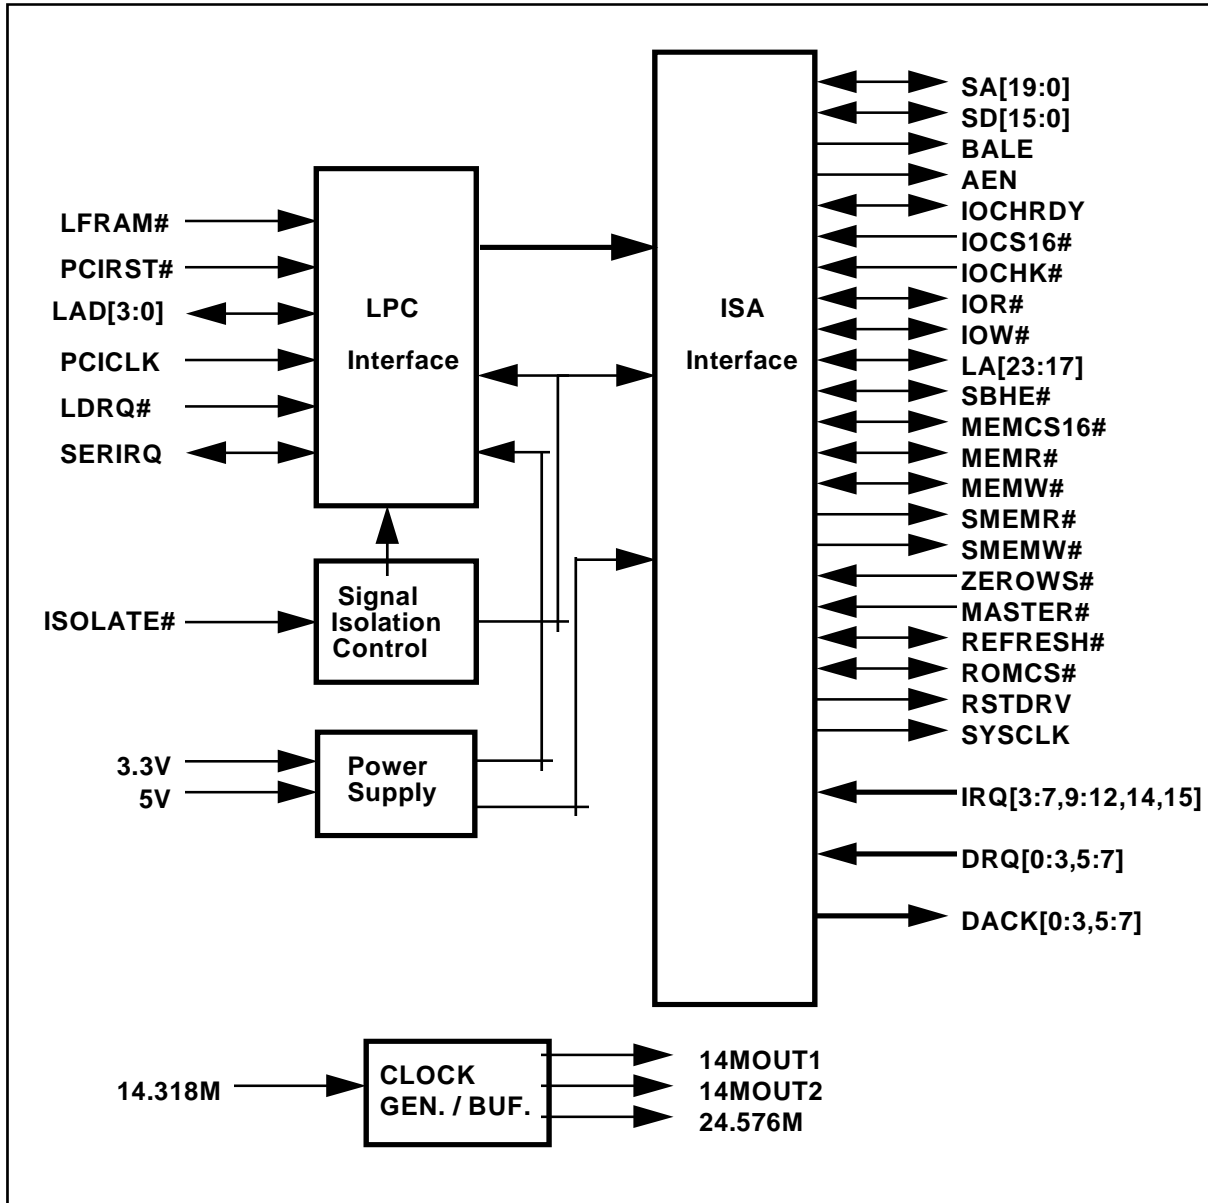 LFRAM#
PCIRST#
LAD[3:0]
PCICLK
LDRQ#
SERIRQ
LPC
Interface
ISOLATE#
Signal
Isolation
Control
3.3V
5V
Power
Supply
ISA
Interface
SA[19:0]
SD[15:0]
BALE
AEN
IOCHRDY
IOCS16#
IOCHK#
IOR#
IOW#
LA[23:17]
SBHE#
MEMCS16#
MEMR#
MEMW#
SMEMR#
SMEMW#
ZEROWS#
MASTER#
REFRESH#
ROMCS#
RSTDRV
SYSCLK
IRQ[3:7,9:12,14,15]
DRQ[0:3,5:7]
DACK[0:3,5:7]
14.318M
CLOCK
GEN. / BUF.
14MOUT1
14MOUT2
24.576M